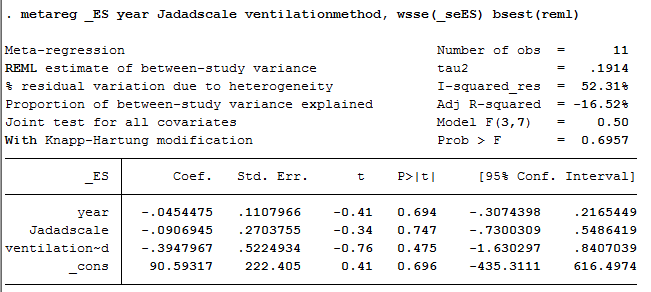 . metareg _ES year Jadadscale ventilationmethod, wsse(_seES) bsest(reml)
Meta-regression Number of obs = 11
REML estimate of between-study variance tau2 = .1914
% residual variation due to heterogeneity I-squared_res = 52.31%
Proportion of between-study variance explained Adj R-squared = -16.52%
Joint test for all covariates Model F(3,7) = 0.50
With Knapp-Hartung modification Prob > F = 0.6957
_ES Coef. Std. Err. t P>|t| [95% Conf. Interval]
year -.0454475 .1107966 -0.41 0.694 -.3074398 .2165449
Jadadscale -.0906945 .2703755 -0.34 0.747 -.7300309 .5486419
ventilation~d -.3947967 .5224934 -0.76 0.475 -1.630297 .8407039
_cons 90.59317 222.405 0.41 0.696 -435.3111 616.4974